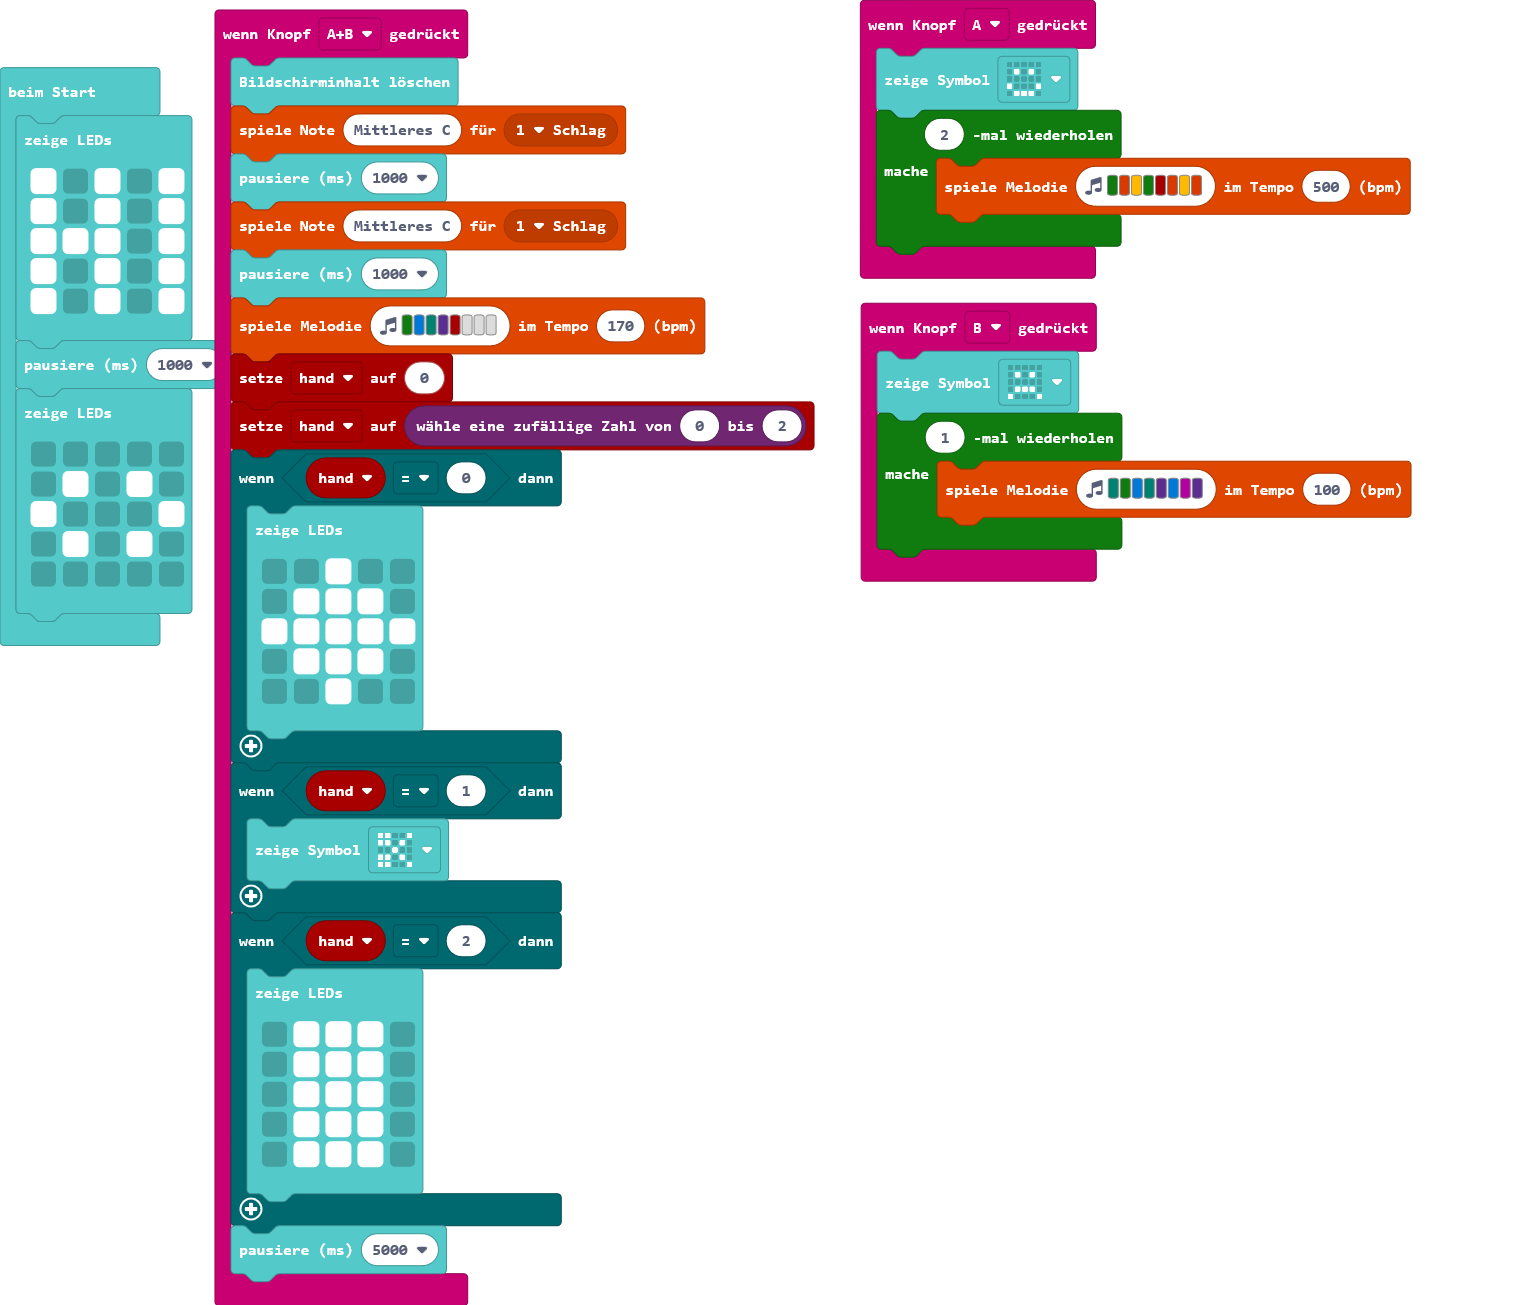 beim Start
zeige LEDs
pausiere (ms) 1000
zeige LEDs
wenn Knopf A+B gedrückt
Bildschirminhalt löschen
spiele Note Mittleres C für 1 Schlag
pausiere (ms) 1000
spiele Note Mittleres C für 1 Schlag
pausiere (ms) 1000
spiele Melodie im Tempo 170 (bpm)
setze hand auf 0
setze hand auf wähle eine zufällige Zahl von 0 bis 2
wenn hand = 0 dann
zeige LEDs
wenn hand = 1 dann
zeige Symbol
wenn hand = 2 dann
zeige LEDs
pausiere (ms) 5000
wenn Knopf A gedrückt
zeige Symbol
2 -mal wiederholen
mache
spiele Melodie im Tempo 500 (bpm)
wenn Knopf B gedrückt
zeige Symbol
1 -mal wiederholen
mache
spiele Melodie im Tempo 100 (bpm)